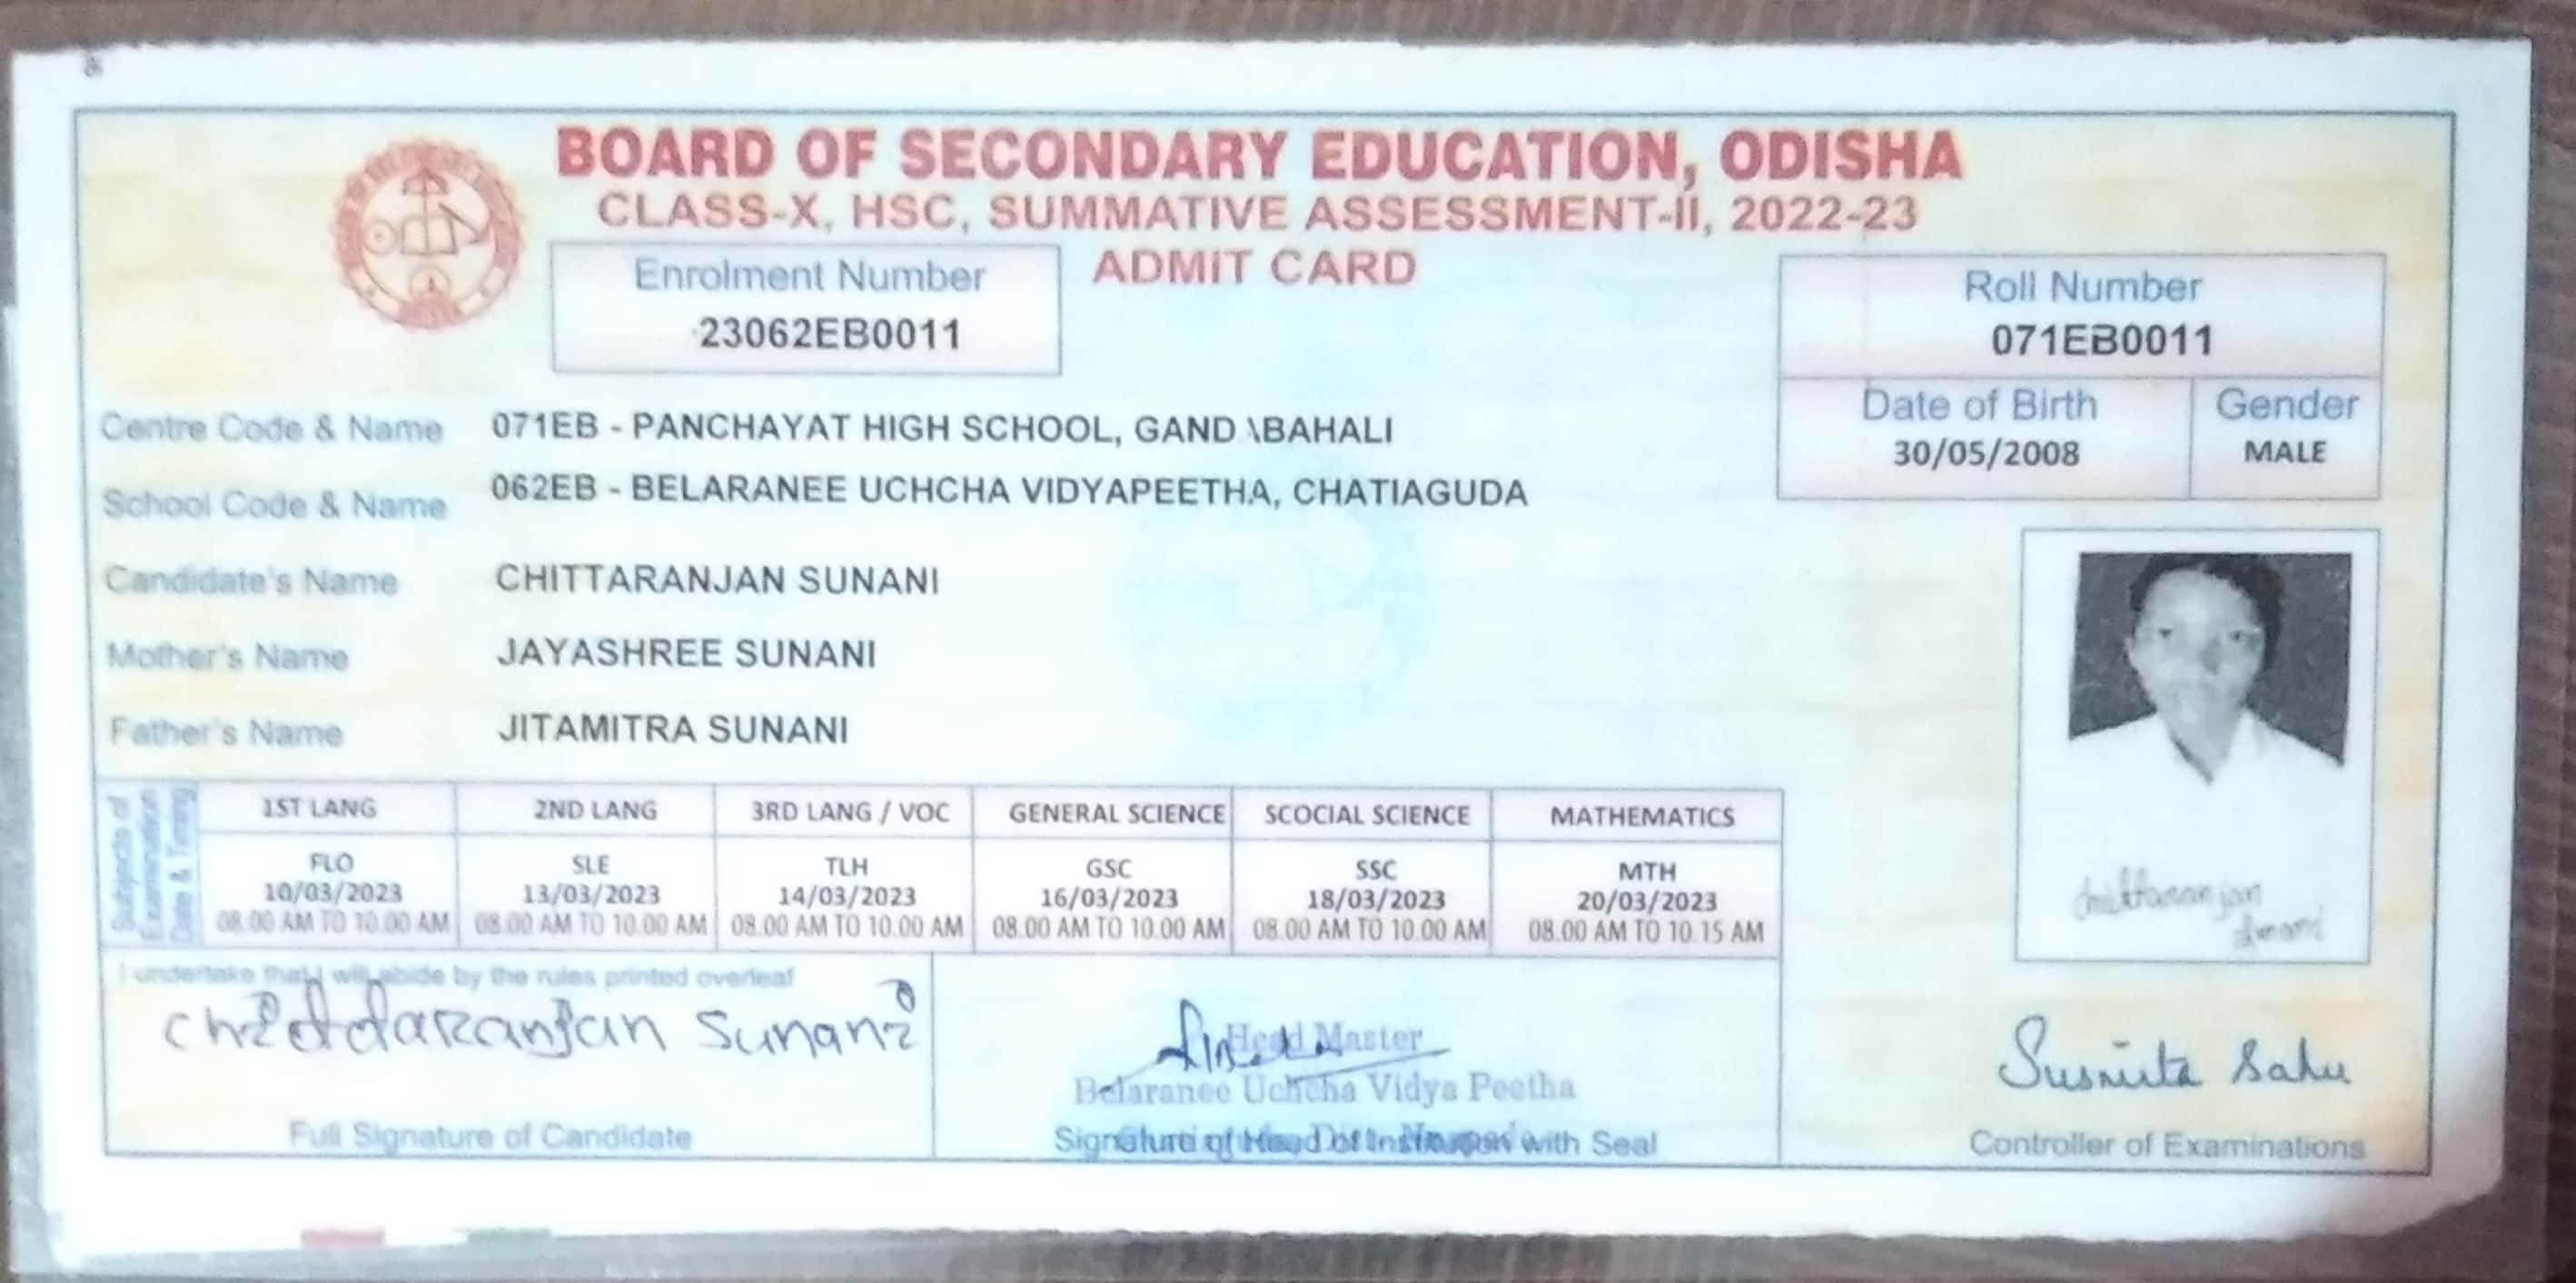 BOARD OF SECONDARY EDUCATION, ODISHA
CLASS-X, HSC, SUMMATIVE ASSESSMENT-II, 2022-23
ADMIT CARD
Enrolment Number
23062EB0011
Roll Number
071EB0011
Date of Birth
30/05/2008
Gender
MALE
Centre Code & Name 071EB - PANCHAYAT HIGH SCHOOL, GAND \BAHALI
School Code & Name 062EB - BELARANEE UCHCHA VIDYAPEETHA, CHATIAGUDA
Candidate's Name CHITTARANJAN SUNANI
Mother's Name JAYASHREE SUNANI
Father's Name JITAMITRA SUNANI
Subjects of
Examination
Date & Timing
1ST LANG 2ND LANG 3RD LANG / VOC GENERAL SCIENCE SCOCIAL SCIENCE MATHEMATICS
FLO SLE TLH GSC SSC MTH
10/03/2023 13/03/2023 14/03/2023 16/03/2023 18/03/2023 20/03/2023
08.00 AM TO 10.00 AM 08.00 AM TO 10.00 AM 08.00 AM TO 10.00 AM 08.00 AM TO 10.00 AM 08.00 AM TO 10.00 AM 08.00 AM TO 10.15 AM
I undertake that I will abide by the rules printed overleaf
Chittaranjan Sunani
Full Signature of Candidate
Head Master
Belaranee Uchcha Vidya Peetha
Signature of Head of Institution with Seal
Chittaranjan
Sunani
Susmita Sahu
Controller of Examinations